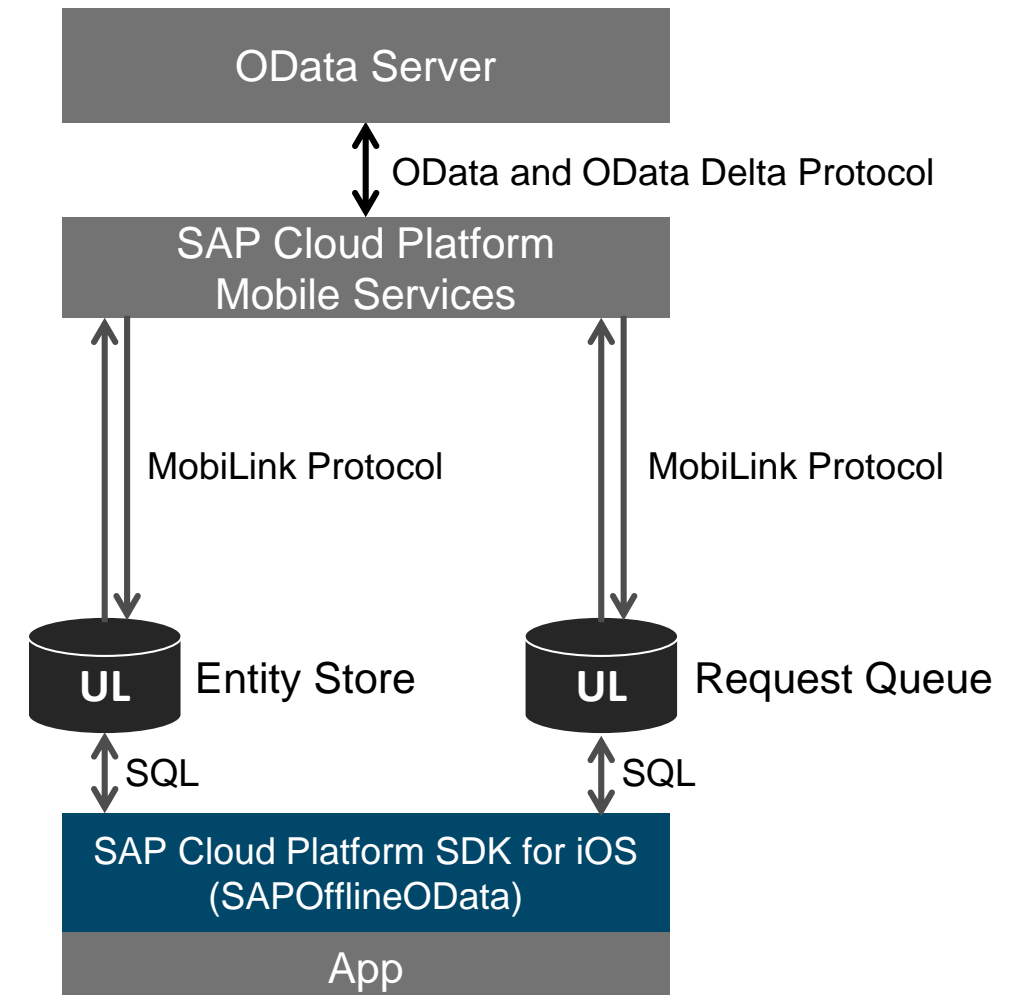 OData Server
OData and OData Delta Protocol
SAP Cloud Platform
Mobile Services
MobiLink Protocol
MobiLink Protocol
UL
Entity Store
UL
Request Queue
SQL
SQL
SAP Cloud Platform SDK for iOS
(SAPOfflineOData)
App